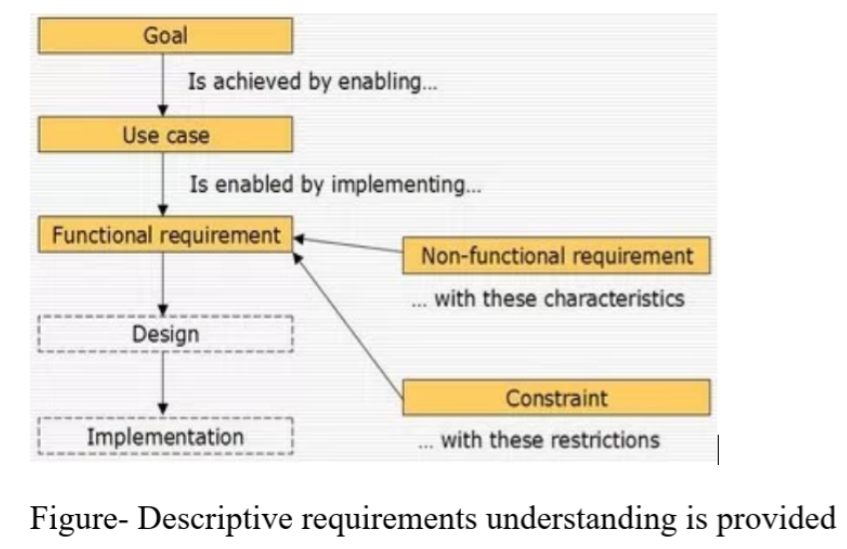 Goal
Is achieved by enabling...
Use case
Is enabled by implementing...
Functional requirement
Non-functional requirement
... with these characteristics
Design
Constraint
Implementation
... with these restrictions
Figure- Descriptive requirements understanding is provided